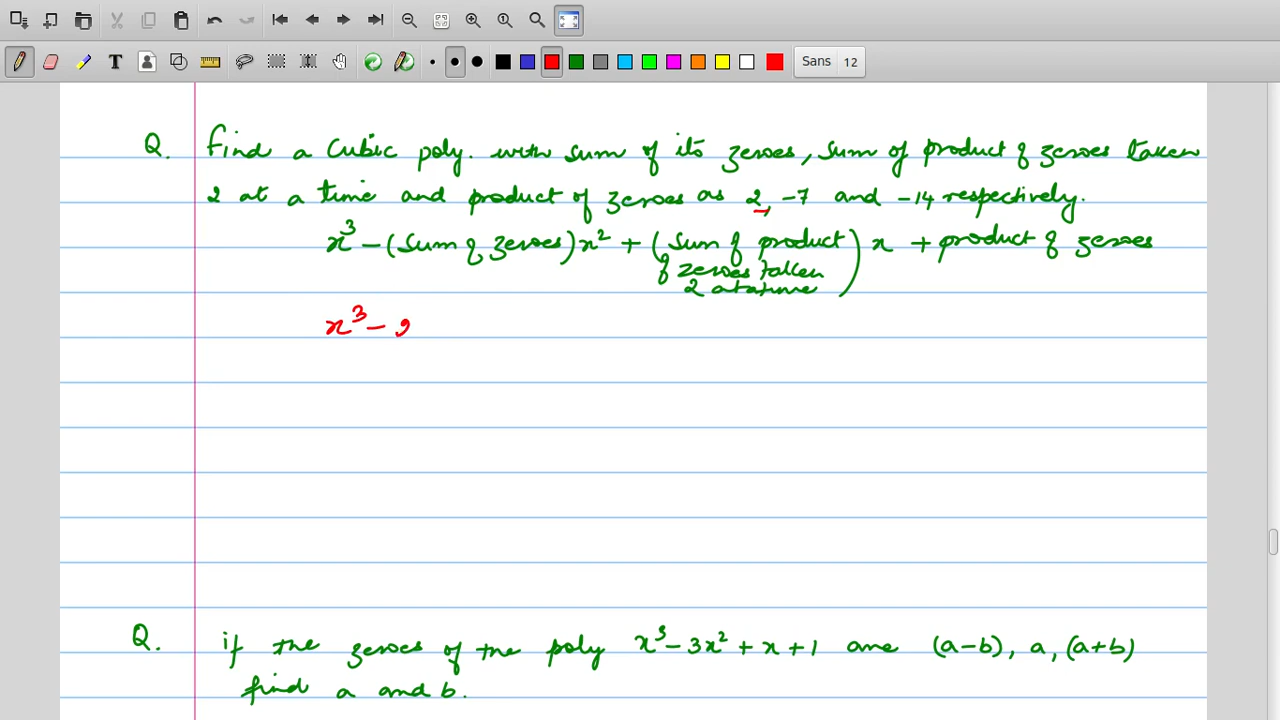 Sans 12
Q. Find a Cubic poly. with sum of its zeroes, sum of product of zeroes taken
2 at a time and product of zeroes as 2, -7 and -14 respectively.
x³ - (Sum of zeroes)x² + (Sum of product of zeroes taken 2 at a time) x + product of zeroes
x³ - 2
Q. if the zeroes of the poly x³ - 3x² + x + 1 are (a-b), a, (a+b)
find a and b.